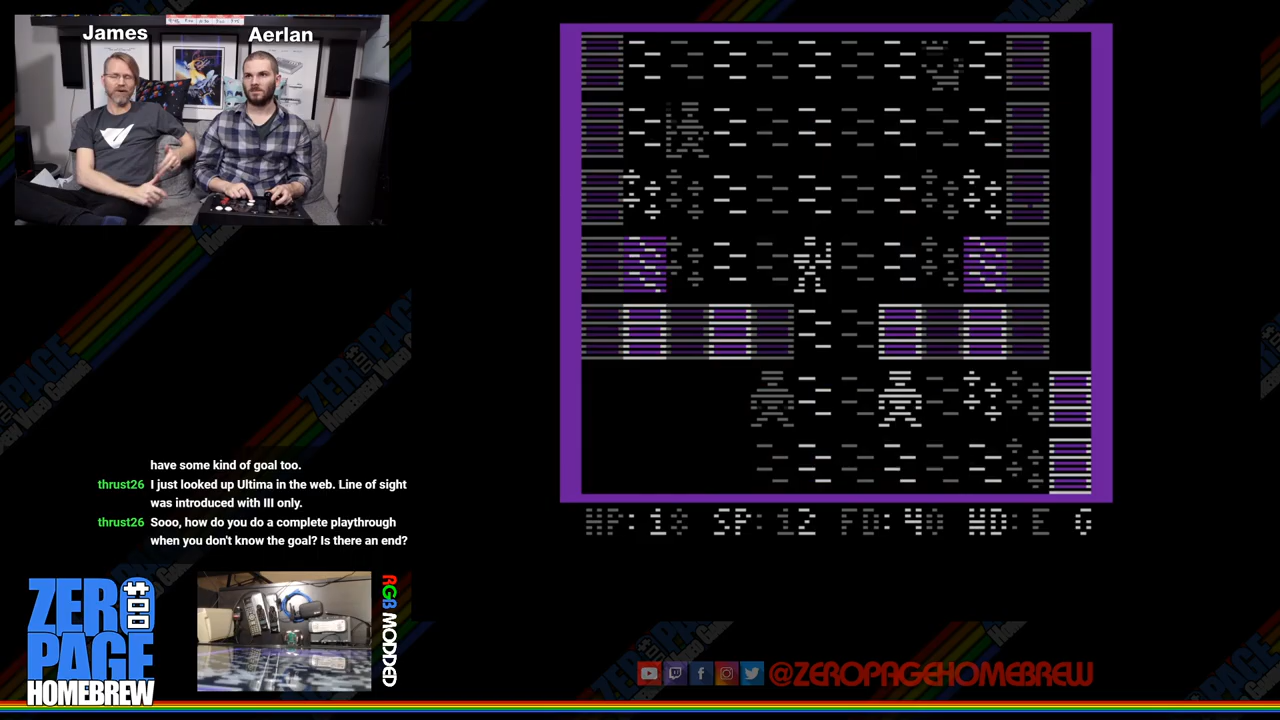 James
Aerlan
have some kind of goal too.
thrust26 I just looked up Ultima in the web. Line of sight
was introduced with III only.
thrust26 Sooo, how do you do a complete playthrough
when you don't know the goal? Is there an end?
ZERO
PAGE
HOMEBREW
RGB MODDED
@ZEROPAGEHOMEBREW